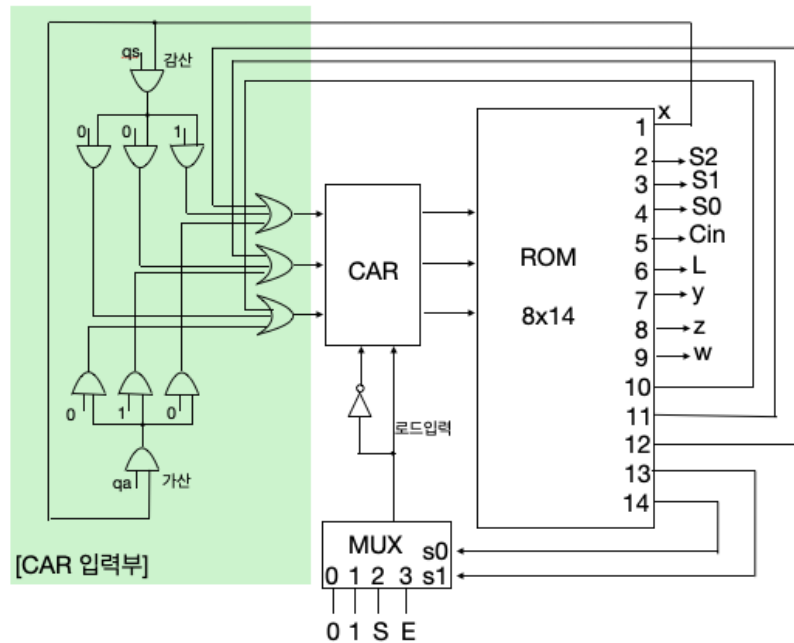 qs 감산
0 0 1
0 1 0
qa 가산
[CAR 입력부]
CAR
로드입력
MUX
s0
0 1 2 3 s1
0 1 S E
ROM
8x14
x
1
2 S2
3 S1
4 S0
5 Cin
6 L
7 y
8 z
9 w
10
11
12
13
14